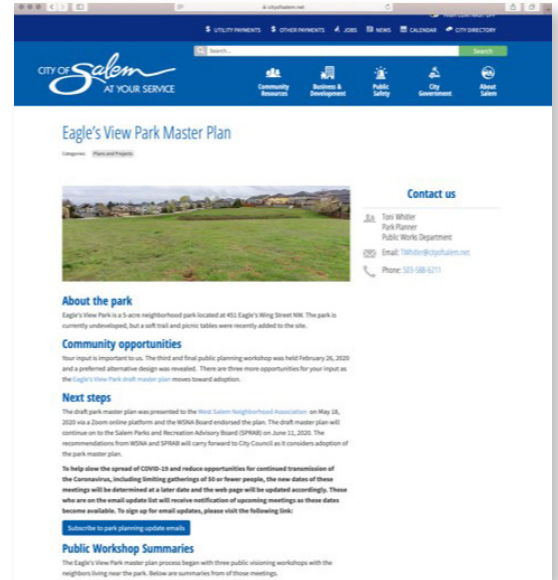 cityofsalem.net
HIGH CONTRAST: OFF
$ UTILITY PAYMENTS $ OTHER PAYMENTS JOBS NEWS CALENDAR CITY DIRECTORY
Search...
Search
CITY OF Salem
AT YOUR SERVICE
Community Resources
Business & Development
Public Safety
City Government
About Salem
Eagle's View Park Master Plan
Categories: Plans and Projects
Contact us
Toni Whitler
Park Planner
Public Works Department
Email: TWhitler@cityofsalem.net
Phone: 503-588-6211
About the park
Eagle's View Park is a 5-acre neighborhood park located at 451 Eagle's Wing Street NW. The park is
currently undeveloped, but a soft trail and picnic tables were recently added to the site.
Community opportunities
Your input is important to us. The third and final public planning workshop was held February 26, 2020
and a preferred alternative design was revealed. There are three more opportunities for your input as
the Eagle's View Park draft master plan moves toward adoption.
Next steps
The draft park master plan was presented to the West Salem Neighborhood Association on May 18,
2020 via a Zoom online platform and the WSNA Board endorsed the plan. The draft master plan will
continue on to the Salem Parks and Recreation Advisory Board (SPRAB) on June 11, 2020. The
recommendations from WSNA and SPRAB will carry forward to City Council as it considers adoption of
the park master plan.
To help slow the spread of COVID-19 and reduce opportunities for continued transmission of
the Coronavirus, including limiting gatherings of 50 or fewer people, the new dates of these
meetings will be determined at a later date and the web page will be updated accordingly. Those
who are on the email update list will receive notification of upcoming meetings as these dates
become available. To sign up for email updates, please visit the following link:
Subscribe to park planning update emails
Public Workshop Summaries
The Eagle's View Park master plan process began with three public visioning workshops with the
neighbors living near the park. Below are summaries from of those meetings.